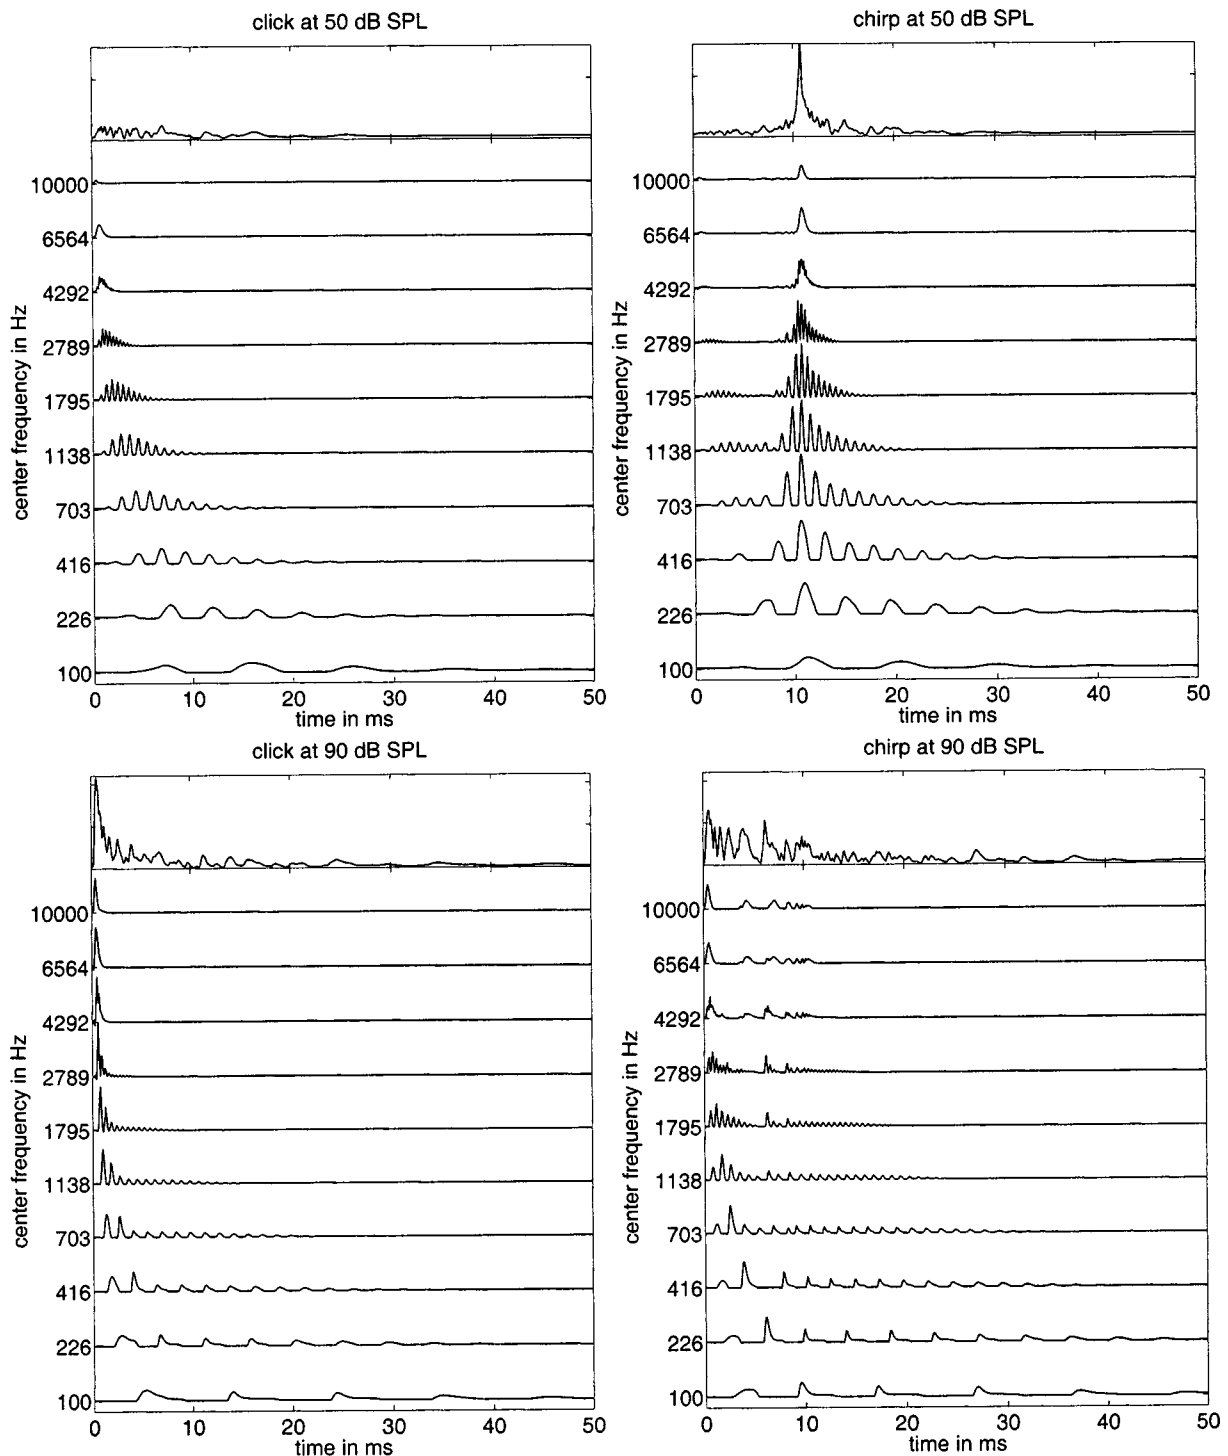 click at 50 dB SPL
10000
6564
4292
2789
1795
1138
703
416
226
100
center frequency in Hz
0 10 20 30 40 50
time in ms
chirp at 50 dB SPL
10000
6564
4292
2789
1795
1138
703
416
226
100
center frequency in Hz
0 10 20 30 40 50
time in ms
click at 90 dB SPL
10000
6564
4292
2789
1795
1138
703
416
226
100
center frequency in Hz
0 10 20 30 40 50
time in ms
chirp at 90 dB SPL
10000
6564
4292
2789
1795
1138
703
416
226
100
center frequency in Hz
0 10 20 30 40 50
time in ms